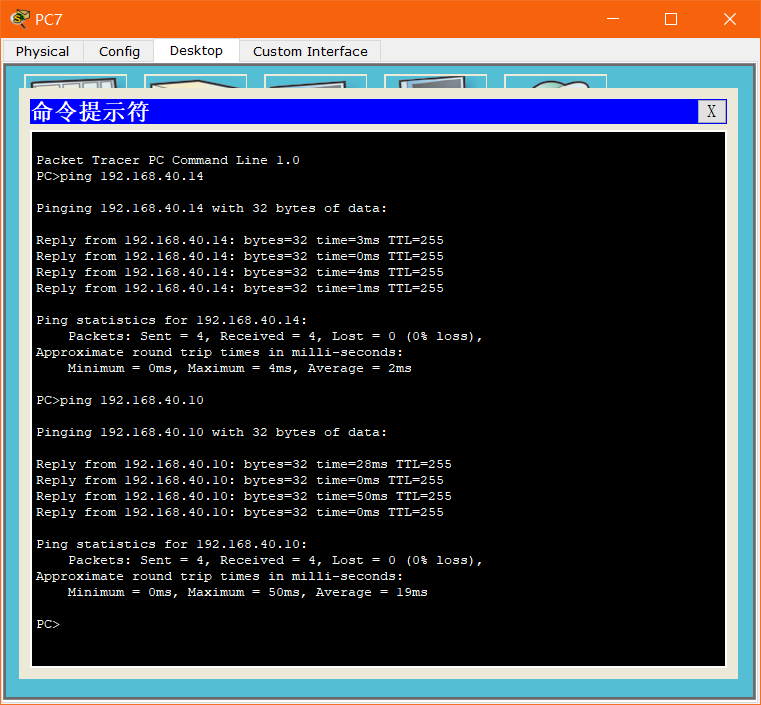 PC7
Physical Config Desktop Custom Interface
命令提示符 X
Packet Tracer PC Command Line 1.0
PC>ping 192.168.40.14
Pinging 192.168.40.14 with 32 bytes of data:
Reply from 192.168.40.14: bytes=32 time=3ms TTL=255
Reply from 192.168.40.14: bytes=32 time=0ms TTL=255
Reply from 192.168.40.14: bytes=32 time=4ms TTL=255
Reply from 192.168.40.14: bytes=32 time=1ms TTL=255
Ping statistics for 192.168.40.14:
Packets: Sent = 4, Received = 4, Lost = 0 (0% loss),
Approximate round trip times in milli-seconds:
Minimum = 0ms, Maximum = 4ms, Average = 2ms
PC>ping 192.168.40.10
Pinging 192.168.40.10 with 32 bytes of data:
Reply from 192.168.40.10: bytes=32 time=28ms TTL=255
Reply from 192.168.40.10: bytes=32 time=0ms TTL=255
Reply from 192.168.40.10: bytes=32 time=50ms TTL=255
Reply from 192.168.40.10: bytes=32 time=0ms TTL=255
Ping statistics for 192.168.40.10:
Packets: Sent = 4, Received = 4, Lost = 0 (0% loss),
Approximate round trip times in milli-seconds:
Minimum = 0ms, Maximum = 50ms, Average = 19ms
PC>